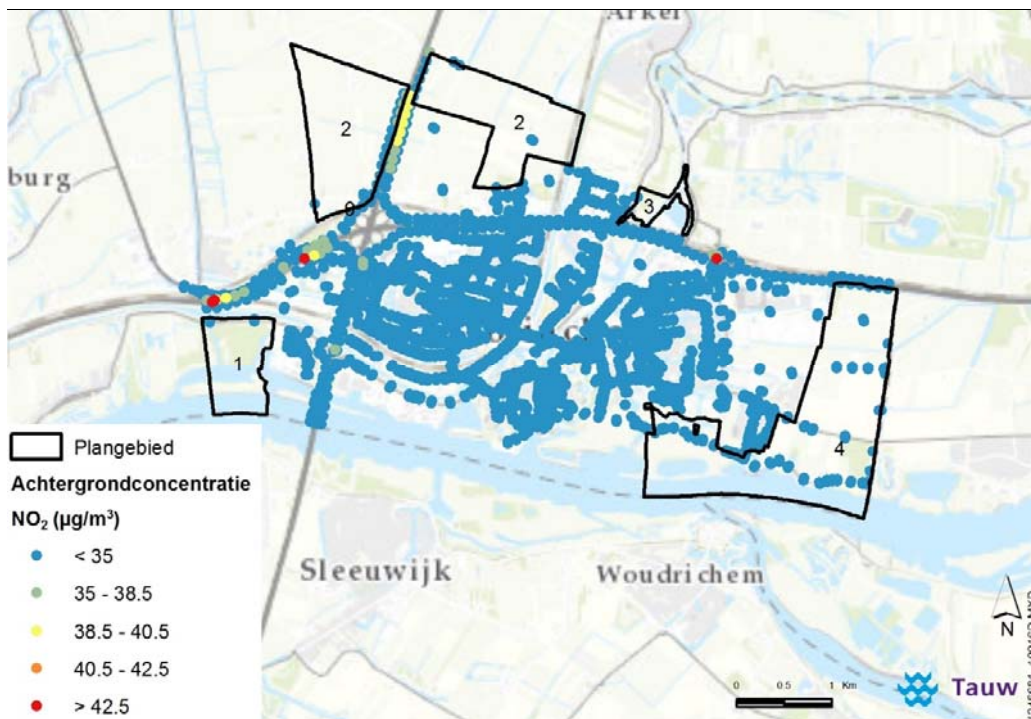 Arkel
2
2
burg
3
1
4
Plangebied
Achtergrondconcentratie
NO₂ (µg/m³)
< 35
35 - 38.5
38.5 - 40.5
40.5 - 42.5
> 42.5
Sleeuwijk
Woudrichem
N
0 0.5 1 Km
Tauw